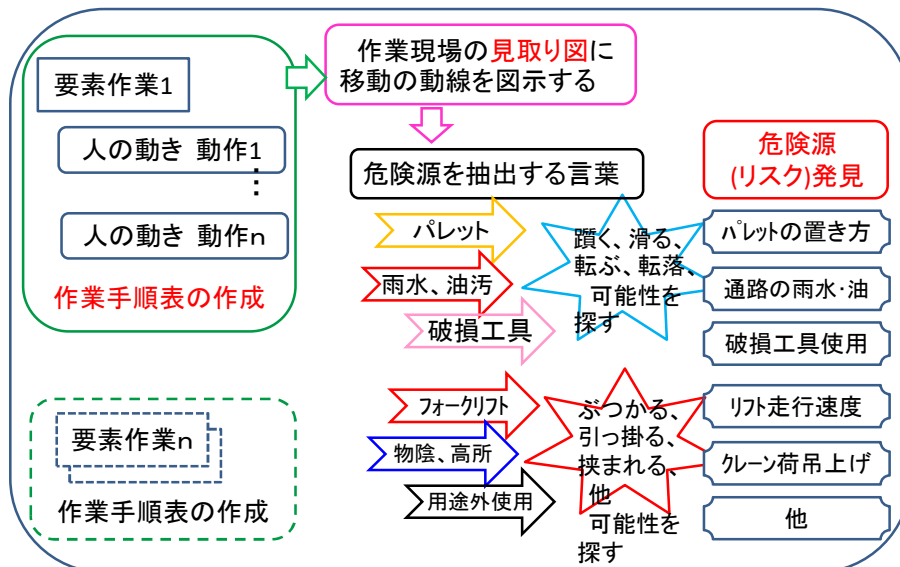 要素作業1
人の動き 動作1
⋮
人の動き 動作n
作業手順表の作成
要素作業n
作業手順表の作成
作業現場の見取り図に
移動の動線を図示する
危険源を抽出する言葉
パレット
雨水、油汚
破損工具
躓く、滑る、
転ぶ、転落、
可能性を
探す
フォークリフト
物陰、高所
用途外使用
ぶつかる、
引っ掛る、
挟まれる、
他
可能性を
探す
危険源
(リスク)発見
パレットの置き方
通路の雨水・油
破損工具使用
リフト走行速度
クレーン荷吊上げ
他